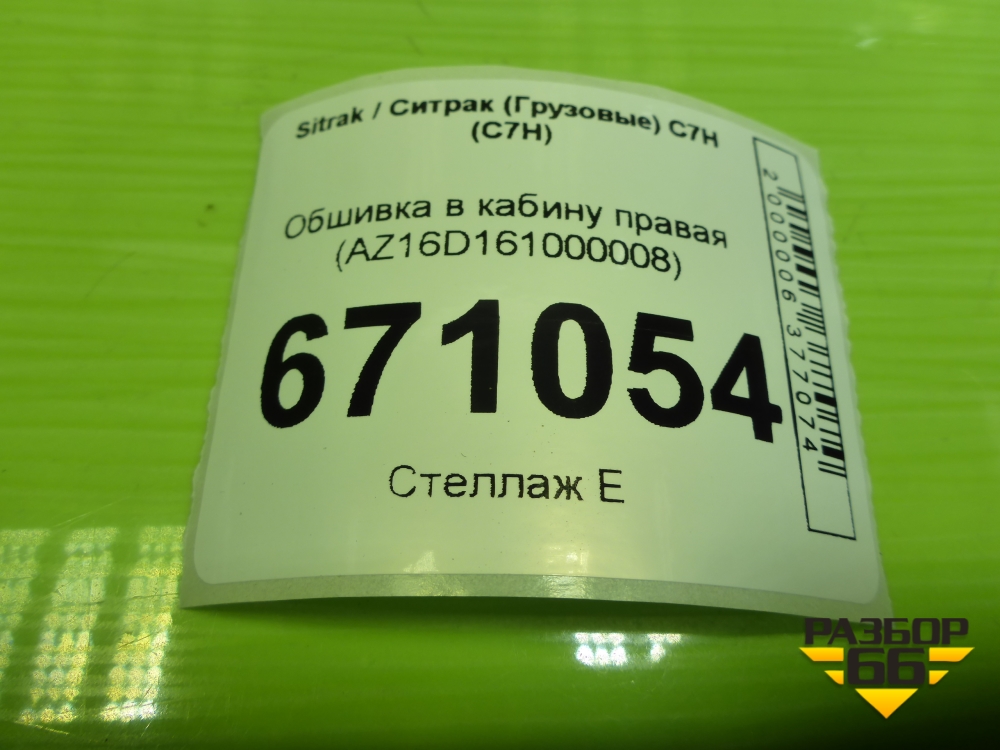 Sitrak / Ситрак (Грузовые) C7H
(C7H)
Обшивка в кабину правая
(AZ16D161000008)
671054
Стеллаж Е
2000006377074
РАЗБОР
66